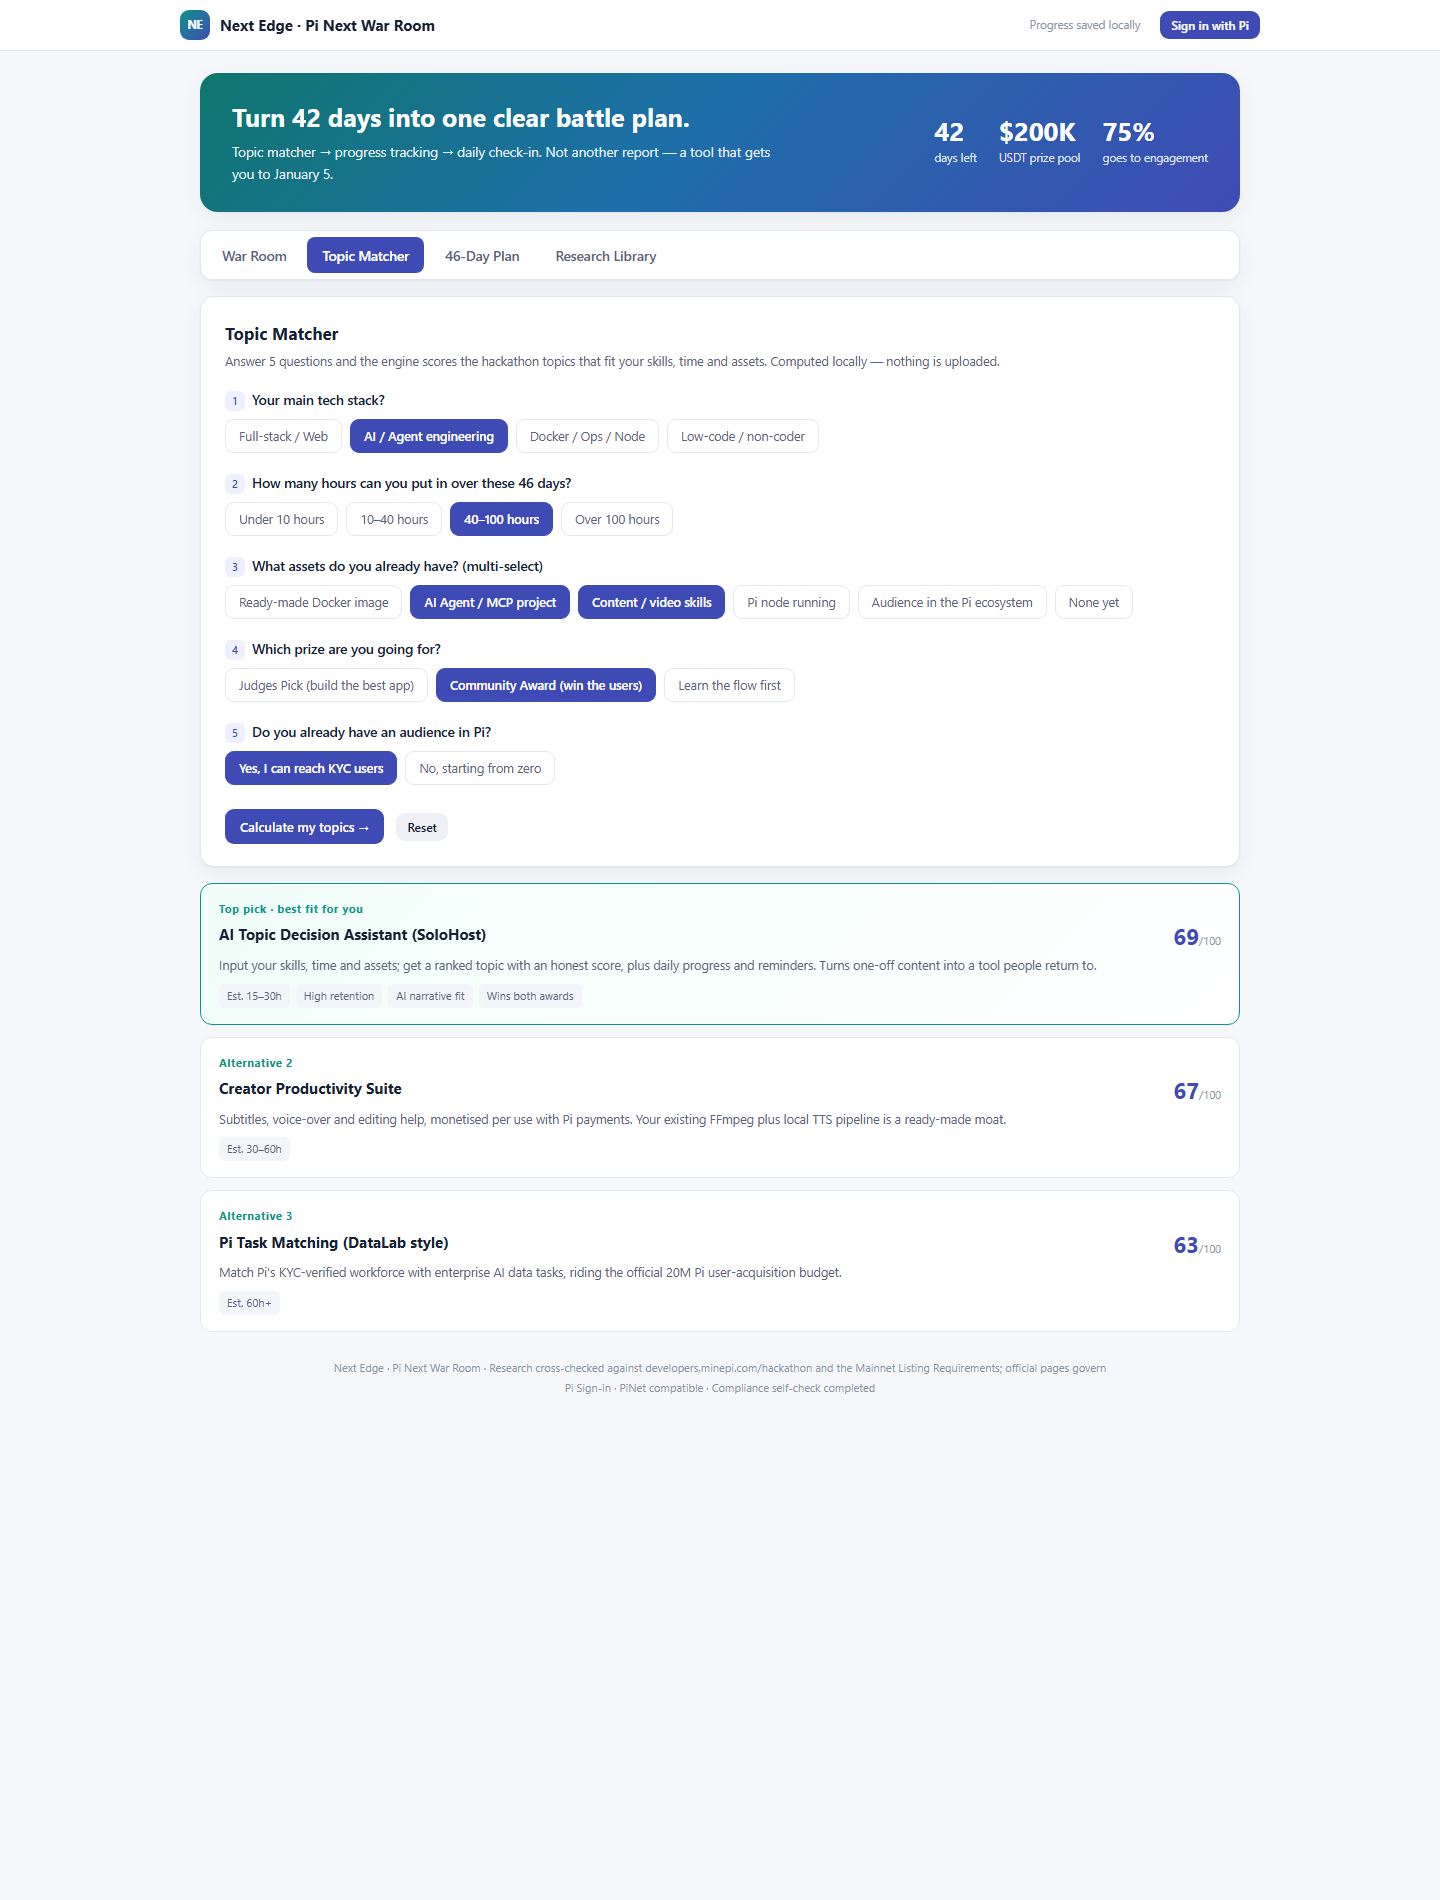 NE
Next Edge · Pi Next War Room
Progress saved locally
Sign in with Pi
Turn 42 days into one clear battle plan.
Topic matcher → progress tracking → daily check-in. Not another report — a tool that gets
you to January 5.
42
days left
$200K
USDT prize pool
75%
goes to engagement
War Room
Topic Matcher
46-Day Plan
Research Library
Topic Matcher
Answer 5 questions and the engine scores the hackathon topics that fit your skills, time and assets. Computed locally — nothing is uploaded.
1 Your main tech stack?
Full-stack / Web
AI / Agent engineering
Docker / Ops / Node
Low-code / non-coder
2 How many hours can you put in over these 46 days?
Under 10 hours
10–40 hours
40–100 hours
Over 100 hours
3 What assets do you already have? (multi-select)
Ready-made Docker image
AI Agent / MCP project
Content / video skills
Pi node running
Audience in the Pi ecosystem
None yet
4 Which prize are you going for?
Judges Pick (build the best app)
Community Award (win the users)
Learn the flow first
5 Do you already have an audience in Pi?
Yes, I can reach KYC users
No, starting from zero
Calculate my topics →
Reset
Top pick · best fit for you
AI Topic Decision Assistant (SoloHost)
69/100
Input your skills, time and assets; get a ranked topic with an honest score, plus daily progress and reminders. Turns one-off content into a tool people return to.
Est. 15–30h
High retention
AI narrative fit
Wins both awards
Alternative 2
Creator Productivity Suite
67/100
Subtitles, voice-over and editing help, monetised per use with Pi payments. Your existing FFmpeg plus local TTS pipeline is a ready-made moat.
Est. 30–60h
Alternative 3
Pi Task Matching (DataLab style)
63/100
Match Pi's KYC-verified workforce with enterprise AI data tasks, riding the official 20M Pi user-acquisition budget.
Est. 60h+
Next Edge · Pi Next War Room · Research cross-checked against developers.minepi.com/hackathon and the Mainnet Listing Requirements; official pages govern
Pi Sign-in · PiNet compatible · Compliance self-check completed